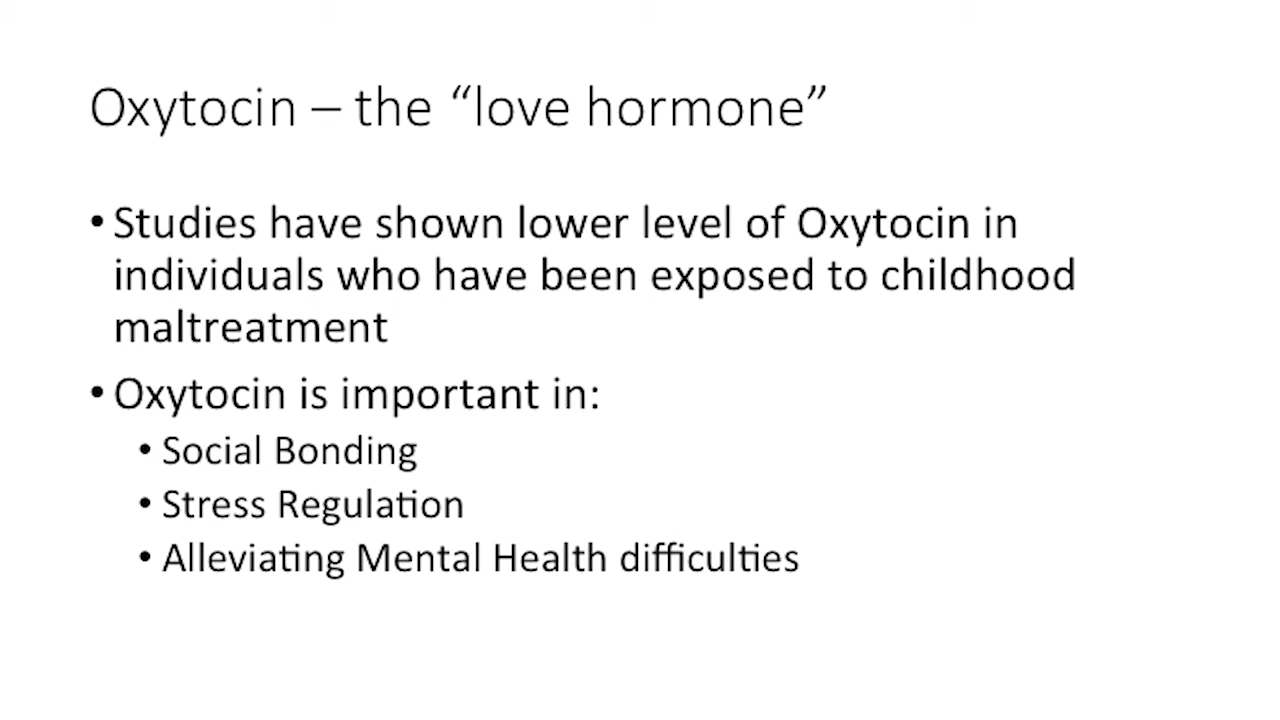 Oxytocin – the “love hormone”
• Studies have shown lower level of Oxytocin in
individuals who have been exposed to childhood
maltreatment
• Oxytocin is important in:
• Social Bonding
• Stress Regulation
• Alleviating Mental Health difficulties